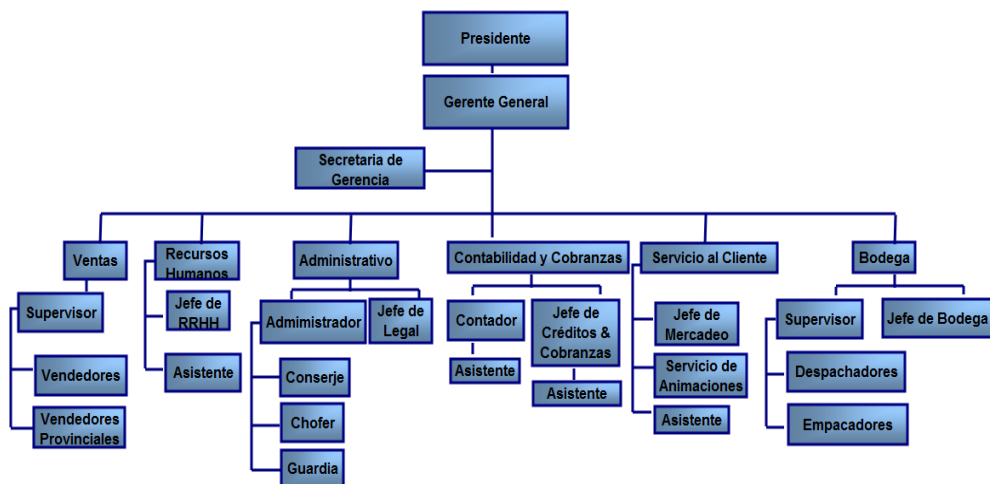 Presidente
Gerente General
Secretaria de
Gerencia
Ventas
Recursos
Humanos
Administrativo
Contabilidad y Cobranzas
Servicio al Cliente
Bodega
Supervisor
Vendedores
Vendedores
Provinciales
Jefe de
RRHH
Asistente
Admimistrador
Jefe de
Legal
Conserje
Chofer
Guardia
Contador
Asistente
Jefe de
Créditos &
Cobranzas
Asistente
Jefe de
Mercadeo
Servicio de
Animaciones
Asistente
Supervisor
Jefe de Bodega
Despachadores
Empacadores